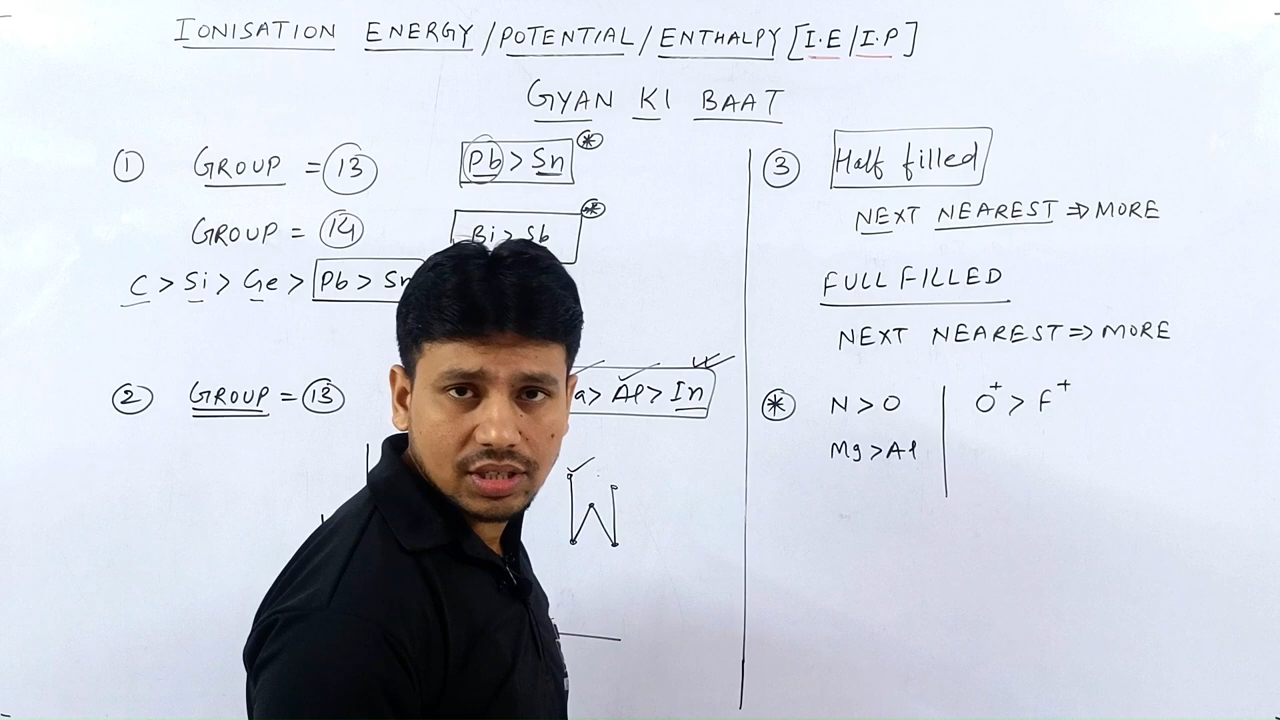 IONISATION ENERGY/POTENTIAL/ENTHALPY [I.E/I.P]
GYAN KI BAAT
① GROUP = ⑬ Pb > Sn *
GROUP = ⑭ Bi > Sb *
C > Si > Ge > Pb > Sn
② GROUP = ⑬ a > Al > In
③ Half filled
NEXT NEAREST ⇒ MORE
FULL FILLED
NEXT NEAREST ⇒ MORE
* N > O
Mg > Al
O⁺ > F⁺